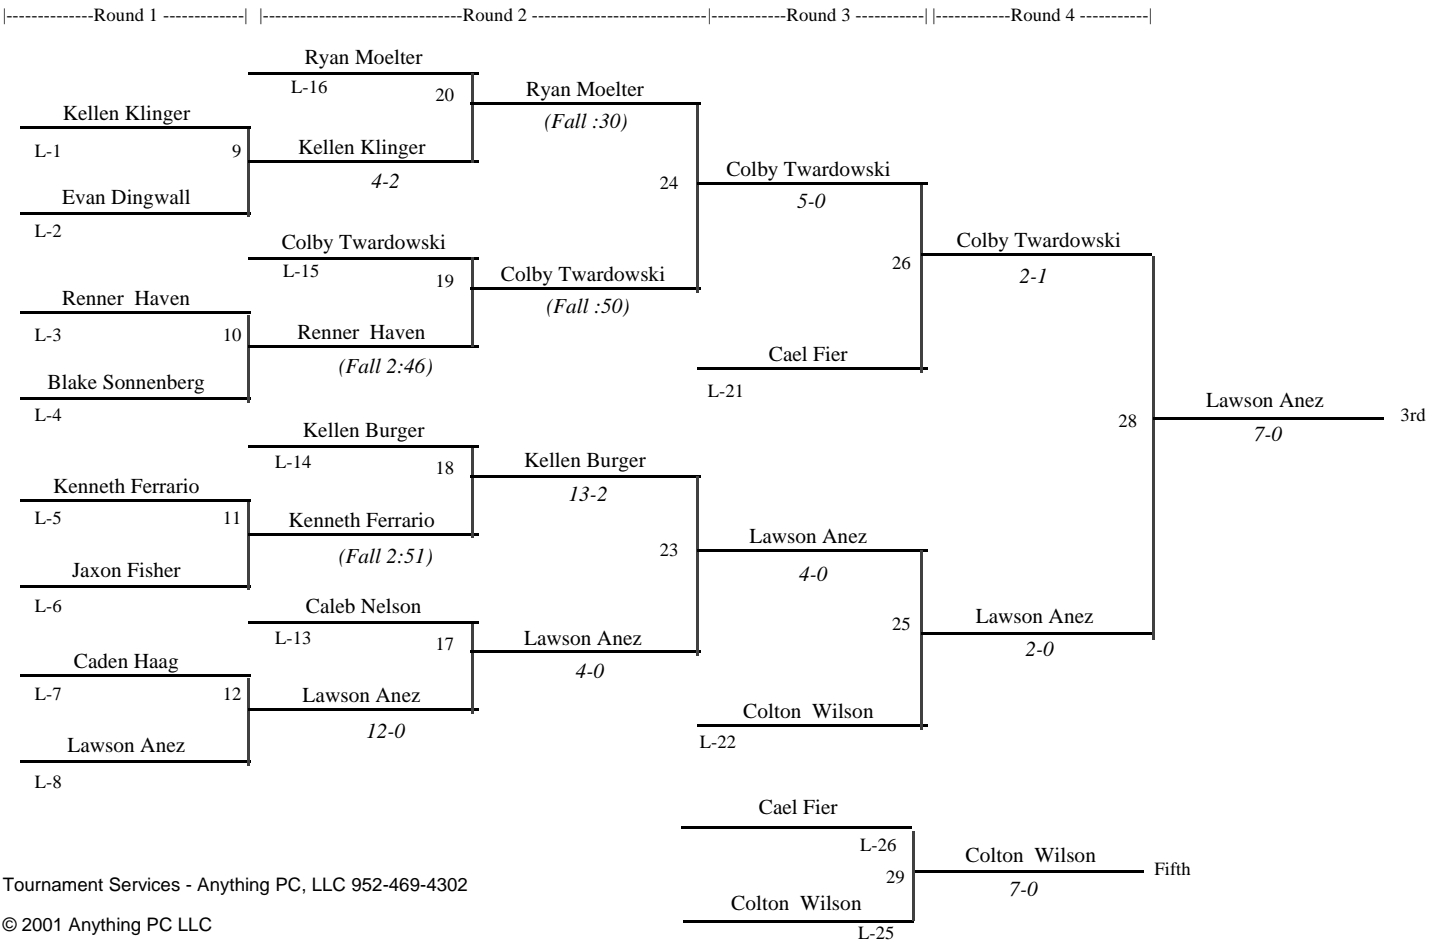 |-------------Round 1 -------------| |------------------------------Round 2 --------------------------|------------Round 3 -----------| |------------Round 4 -----------|
Ryan Moelter
L-16
20
Ryan Moelter
(Fall :30)
Kellen Klinger
L-1
9
Kellen Klinger
4-2
Evan Dingwall
L-2
24
Colby Twardowski
5-0
Colby Twardowski
L-15
19
Colby Twardowski
(Fall :50)
26
Colby Twardowski
2-1
Renner  Haven
L-3
10
Renner  Haven
(Fall 2:46)
Blake Sonnenberg
L-4
Cael Fier
L-21
28
Lawson Anez
7-0
3rd
Kellen Burger
L-14
18
Kellen Burger
13-2
Kenneth Ferrario
L-5
11
Kenneth Ferrario
(Fall 2:51)
Jaxon Fisher
L-6
23
Lawson Anez
4-0
Caleb Nelson
L-13
17
Lawson Anez
4-0
25
Lawson Anez
2-0
Caden Haag
L-7
12
Lawson Anez
12-0
Lawson Anez
L-8
Colton  Wilson
L-22
Cael Fier
L-26
29
Colton  Wilson
7-0
Fifth
Colton  Wilson
L-25
Tournament Services - Anything PC, LLC 952-469-4302
© 2001 Anything PC LLC